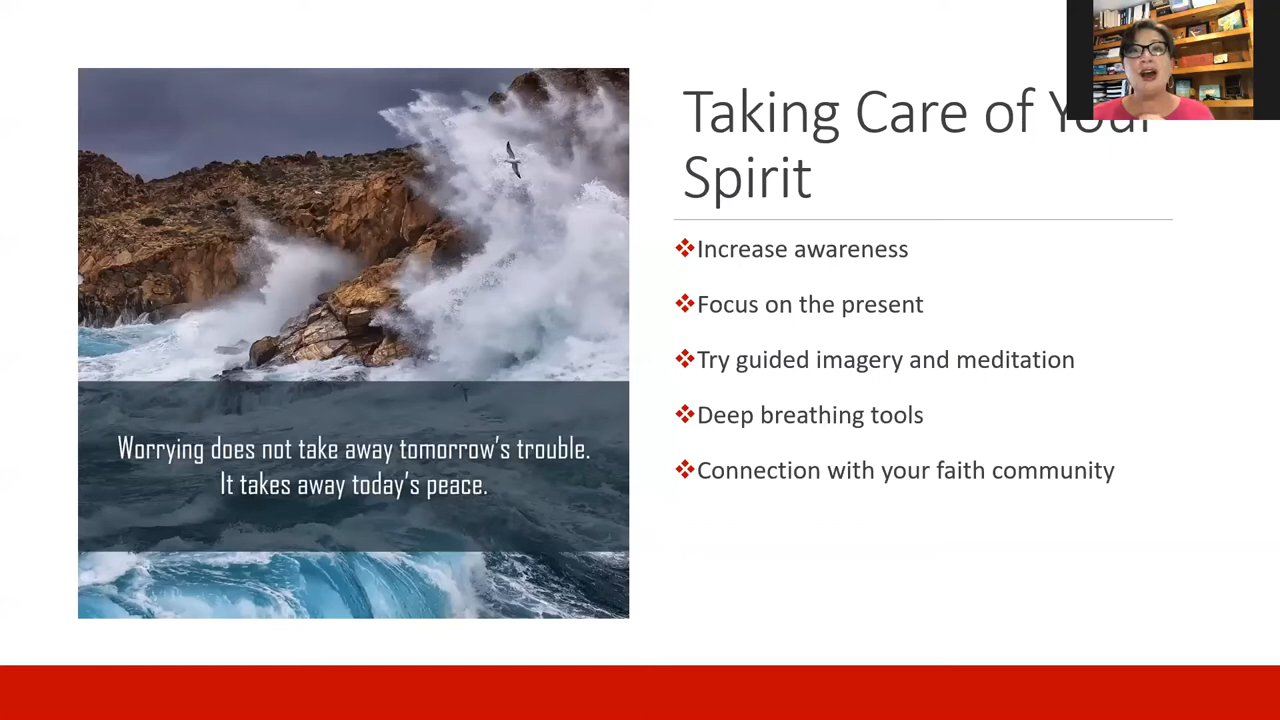 Taking Care of Your
Spirit
❖Increase awareness
❖Focus on the present
❖Try guided imagery and meditation
❖Deep breathing tools
❖Connection with your faith community
Worrying does not take away tomorrow's trouble.
It takes away today's peace.